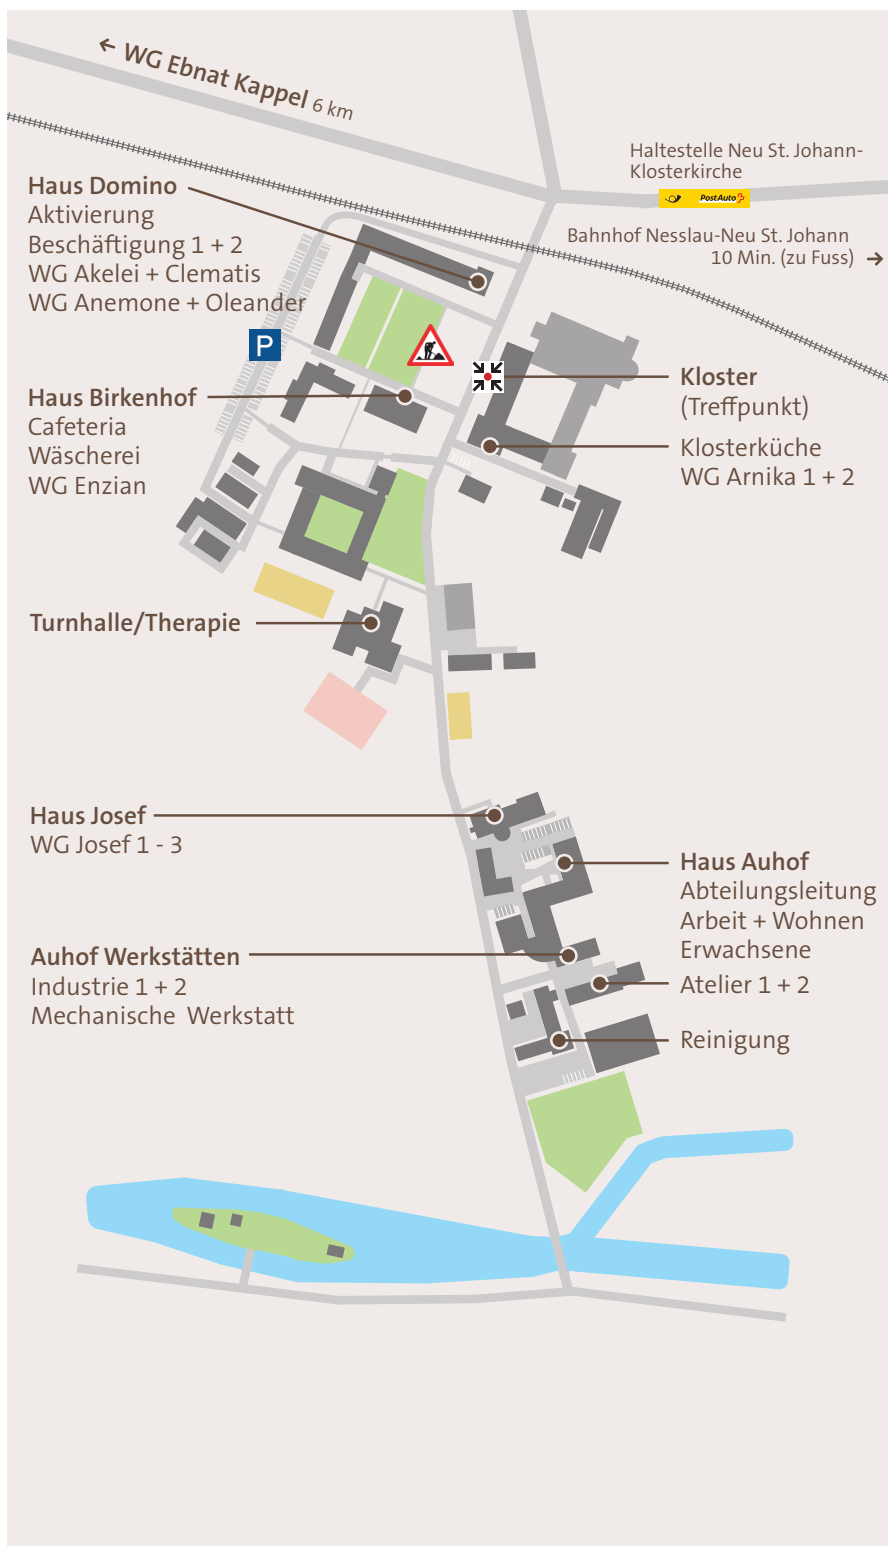 ← WG Ebnat Kappel 6 km
Haltestelle Neu St. Johann-
Klosterkirche
PostAuto
Bahnhof Nesslau-Neu St. Johann
10 Min. (zu Fuss) →
Haus Domino
Aktivierung
Beschäftigung 1 + 2
WG Akelei + Clematis
WG Anemone + Oleander
P
Haus Birkenhof
Cafeteria
Wäscherei
WG Enzian
Kloster
(Treffpunkt)
Klosterküche
WG Arnika 1 + 2
Turnhalle/Therapie
Haus Josef
WG Josef 1 - 3
Haus Auhof
Abteilungsleitung
Arbeit + Wohnen
Erwachsene
Auhof Werkstätten
Industrie 1 + 2
Mechanische Werkstatt
Atelier 1 + 2
Reinigung